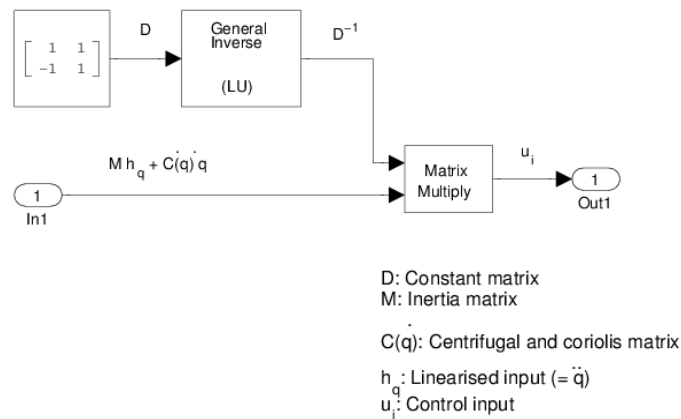 1 1
-1 1
D
General
Inverse
(LU)
D⁻¹
M h_q + C(q̇) q̇
1
In1
Matrix
Multiply
u_i
1
Out1
D: Constant matrix
M: Inertia matrix
C(q̇): Centrifugal and coriolis matrix
h_q: Linearised input (= q̈)
u_i: Control input